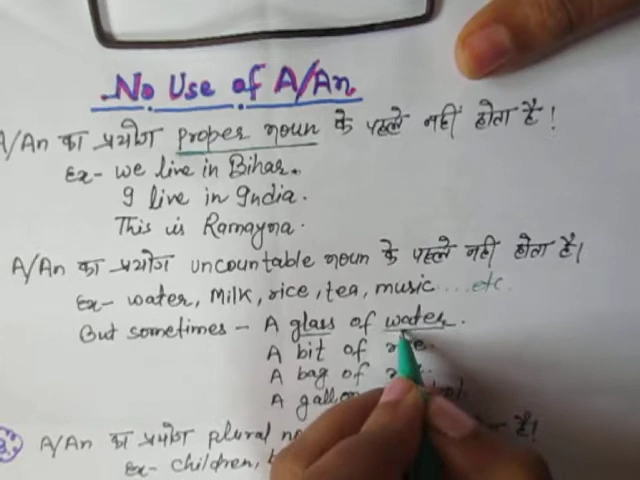 No Use of A/An
A/An का प्रयोग proper noun के पहले नहीं होता है!
Ex- we live in Bihar.
I live in India.
This is Ramayna.
A/An का प्रयोग uncountable noun के पहले नहीं होता है।
Ex- water, Milk, rice, tea, music ....etc.
But sometimes - A glass of water.
A bit of
A bag of
A gallon
A/An का प्रयोग plural है।
Ex- children,